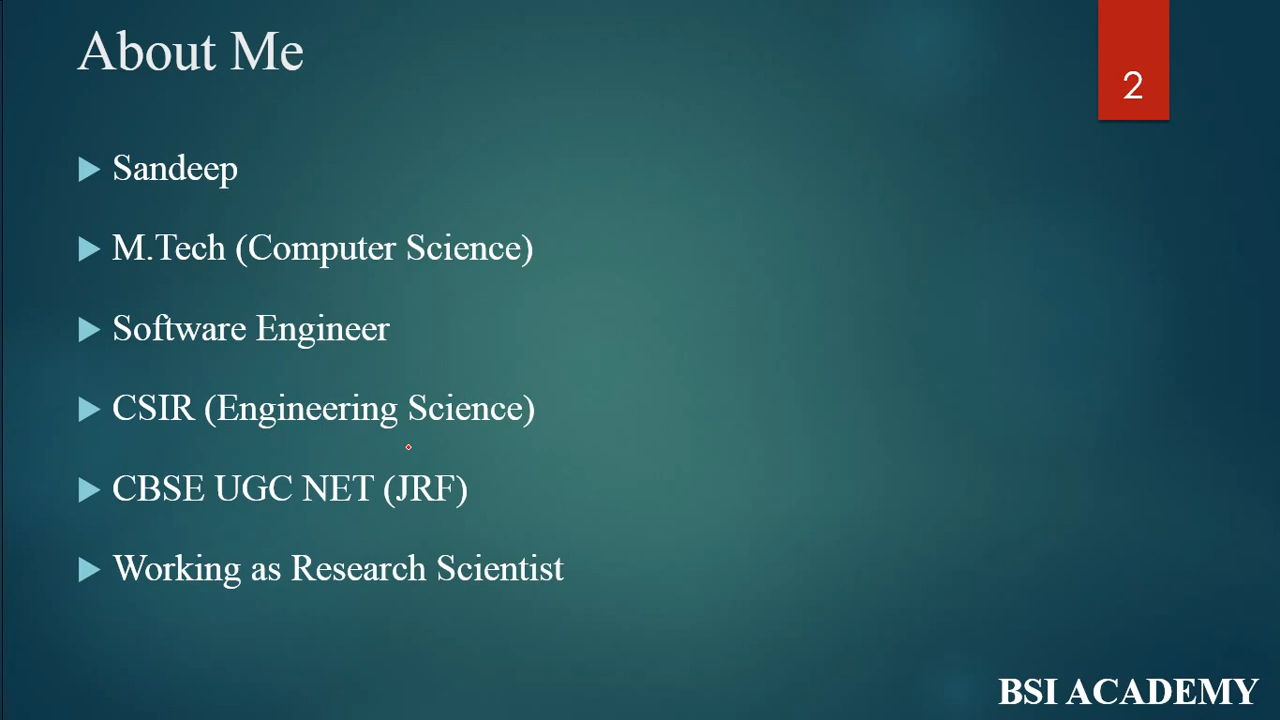 About Me
2
Sandeep
M.Tech (Computer Science)
Software Engineer
CSIR (Engineering Science)
CBSE UGC NET (JRF)
Working as Research Scientist
BSI ACADEMY